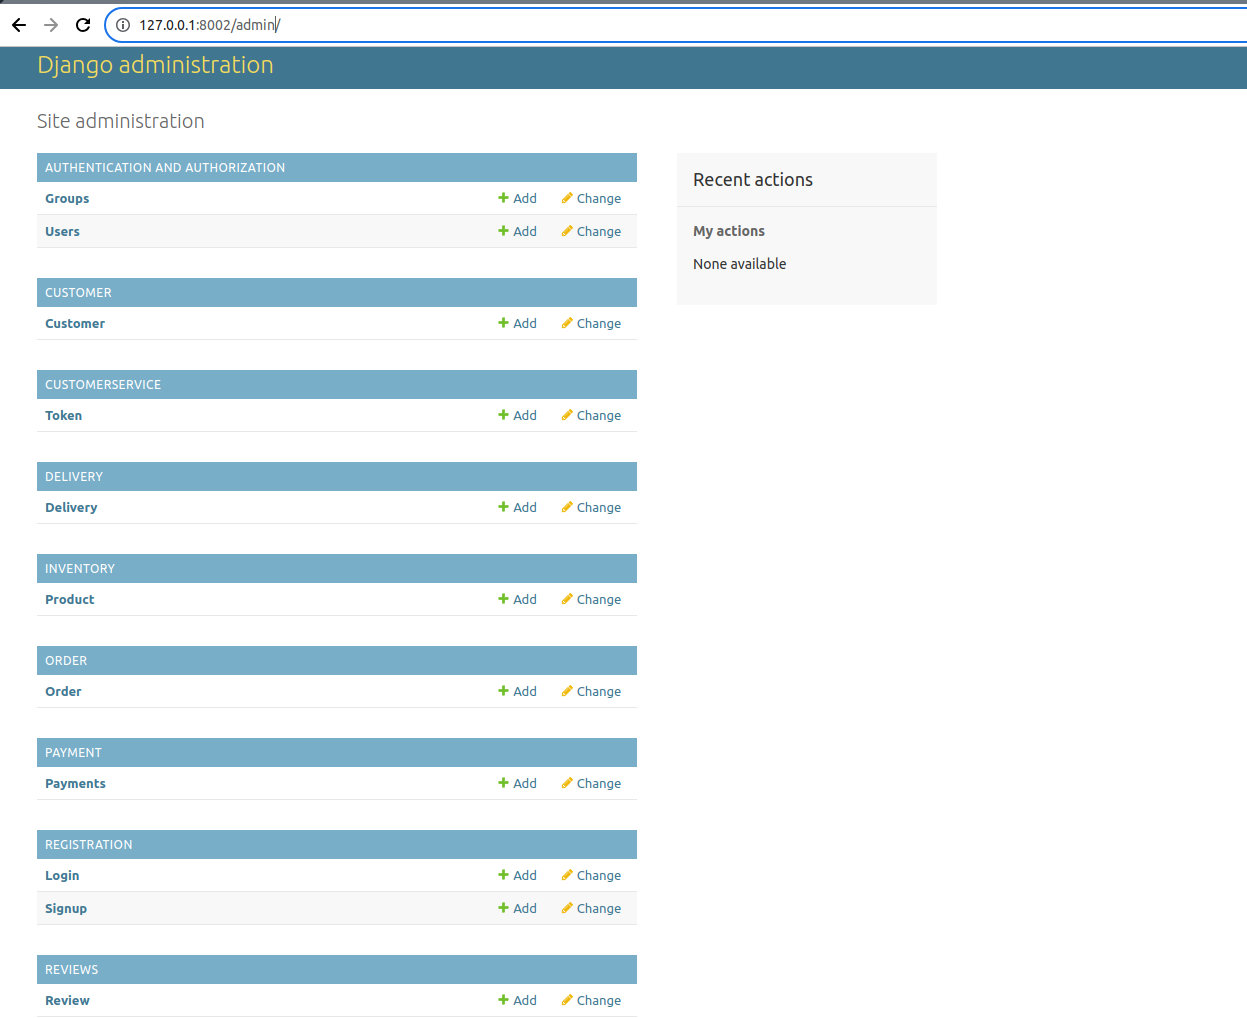 127.0.0.1:8002/admin/
Django administration
Site administration
AUTHENTICATION AND AUTHORIZATION
Groups Add Change
Users Add Change
CUSTOMER
Customer Add Change
CUSTOMERSERVICE
Token Add Change
DELIVERY
Delivery Add Change
INVENTORY
Product Add Change
ORDER
Order Add Change
PAYMENT
Payments Add Change
REGISTRATION
Login Add Change
Signup Add Change
REVIEWS
Review Add Change
Recent actions
My actions
None available